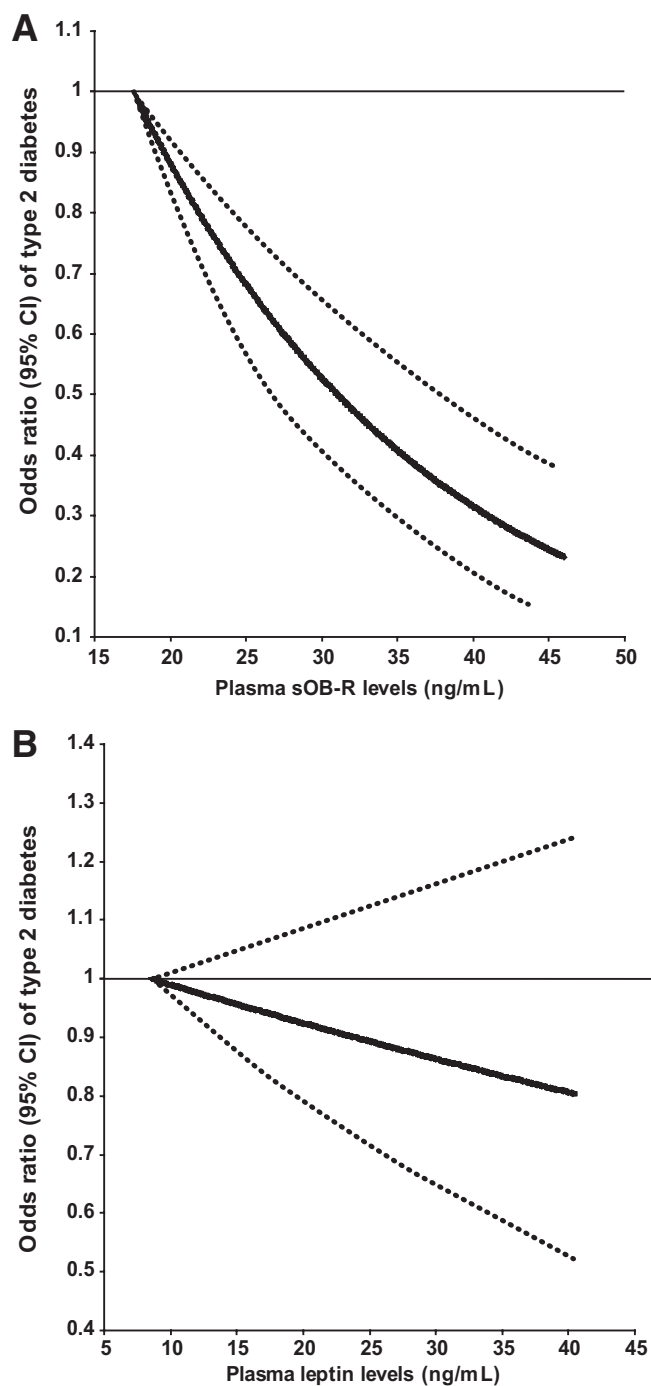 A
Odds ratio (95% CI) of type 2 diabetes
1.1
1
0.9
0.8
0.7
0.6
0.5
0.4
0.3
0.2
0.1
15 20 25 30 35 40 45 50
Plasma sOB-R levels (ng/mL)
B
Odds ratio (95% CI) of type 2 diabetes
1.4
1.3
1.2
1.1
1
0.9
0.8
0.7
0.6
0.5
0.4
5 10 15 20 25 30 35 40 45
Plasma leptin levels (ng/mL)